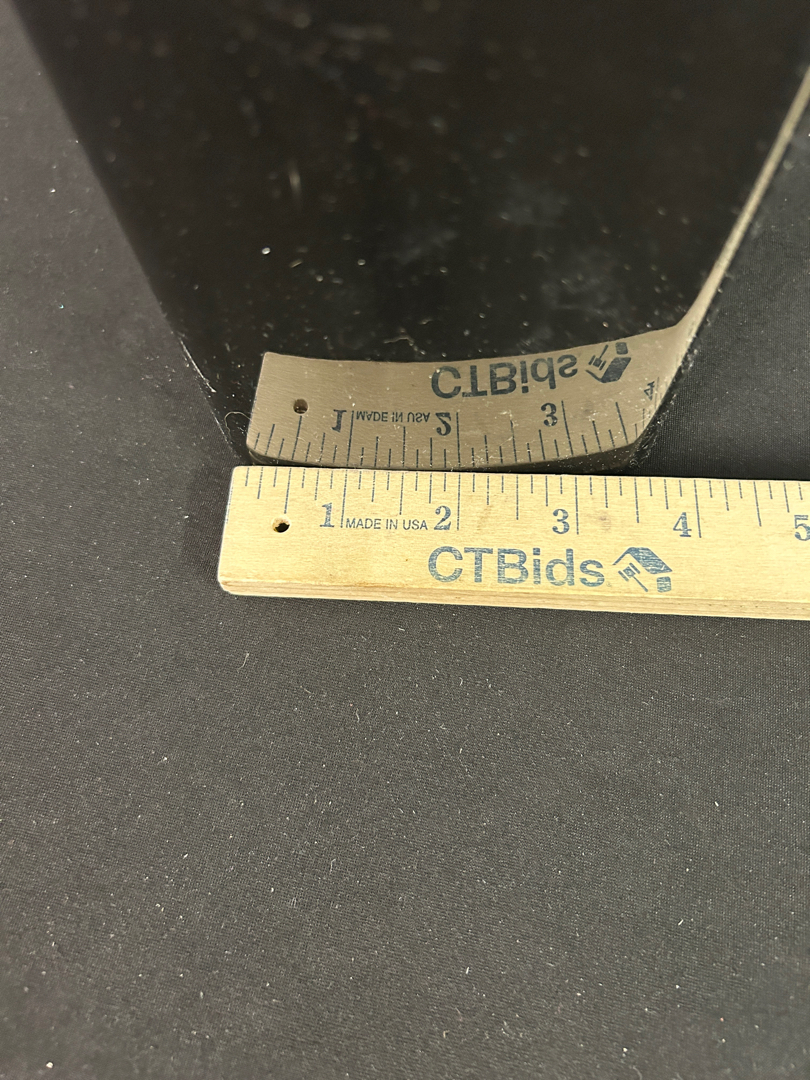 CTBids
1 MADE IN USA 2 3 4
1 MADE IN USA 2 3 4 5
CTBids